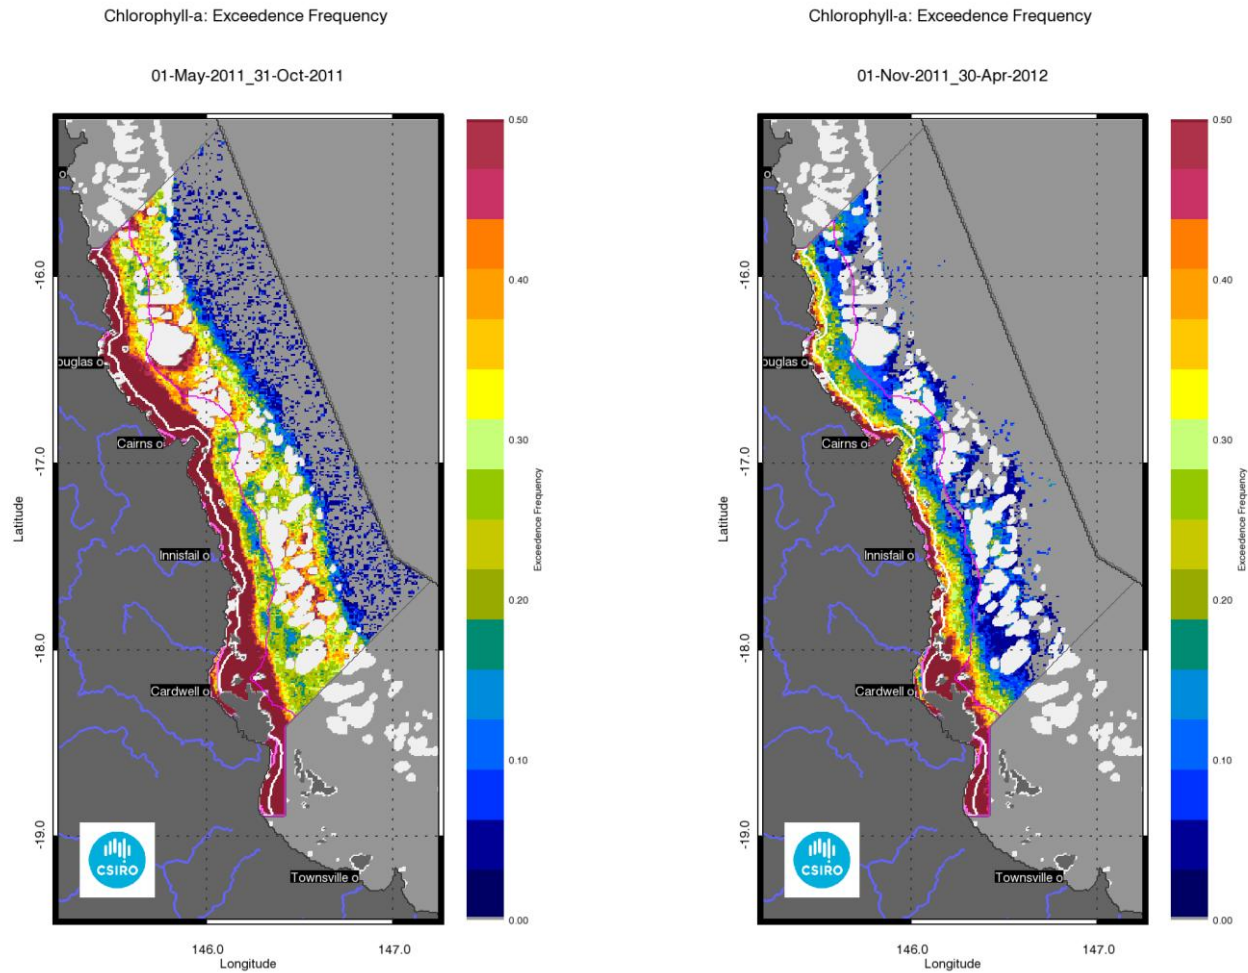 Chlorophyll-a: Exceedence Frequency
01-May-2011_31-Oct-2011
0.50
0.40
0.30
0.20
0.10
0.00
Exceedence Frequency
-16.0
-17.0
-18.0
-19.0
Latitude
o
ouglas o
Cairns o
Innisfail o
Cardwell o
Townsville o
CSIRO
146.0
147.0
Longitude
Chlorophyll-a: Exceedence Frequency
01-Nov-2011_30-Apr-2012
0.50
0.40
0.30
0.20
0.10
0.00
Exceedence Frequency
-16.0
-17.0
-18.0
-19.0
Latitude
o
ouglas o
Cairns o
Innisfail o
Cardwell o
Townsville o
CSIRO
146.0
147.0
Longitude